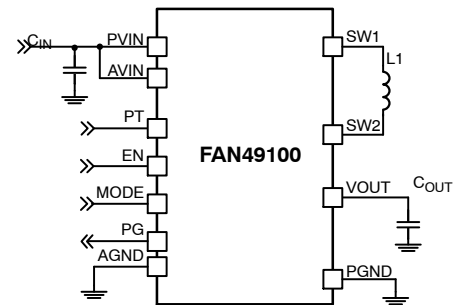 CIN
PVIN
AVIN
PT
EN
MODE
PG
AGND
FAN49100
SW1
L1
SW2
VOUT
COUT
PGND